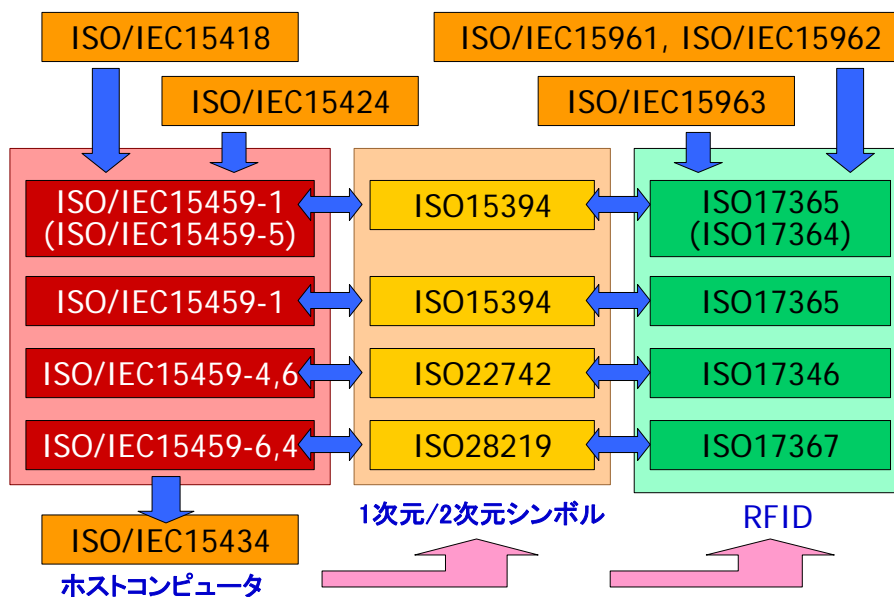 ISO/IEC15418
ISO/IEC15961, ISO/IEC15962
ISO/IEC15424
ISO/IEC15963
ISO/IEC15459-1
(ISO/IEC15459-5)
ISO15394
ISO17365
(ISO17364)
ISO/IEC15459-1
ISO15394
ISO17365
ISO/IEC15459-4,6
ISO22742
ISO17346
ISO/IEC15459-6,4
ISO28219
ISO17367
1次元/2次元シンボル
RFID
ISO/IEC15434
ホストコンピュータ